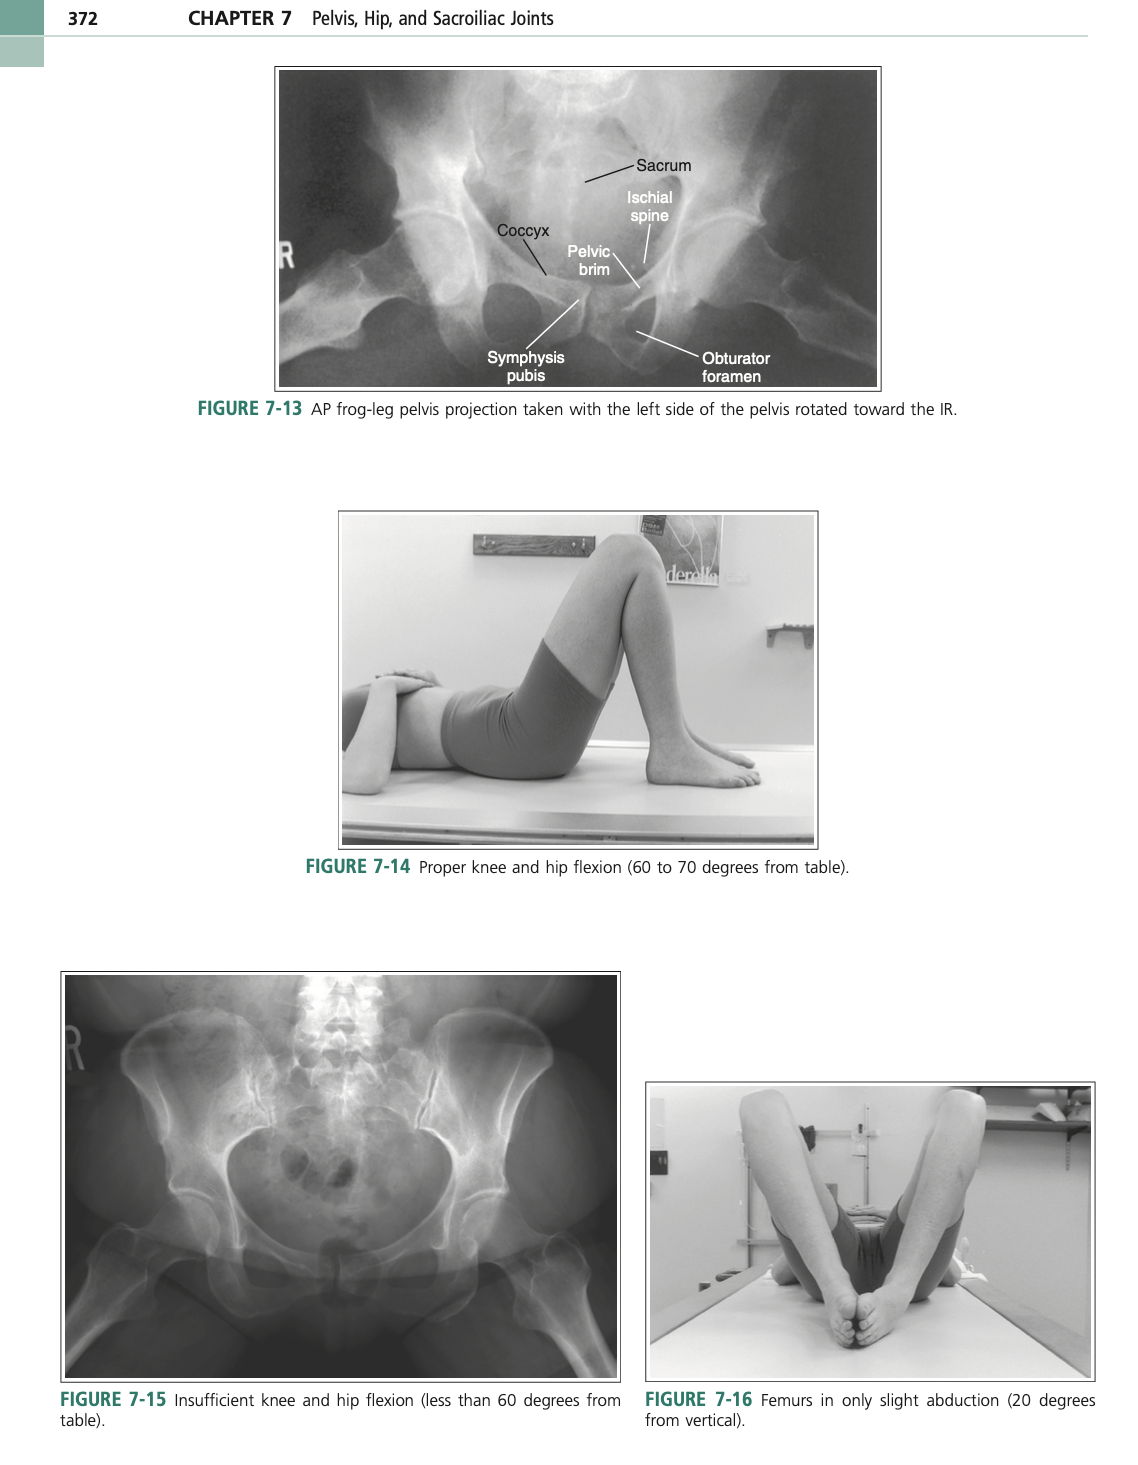 372 CHAPTER 7 Pelvis, Hip, and Sacroiliac Joints
Sacrum
Ischial
spine
Coccyx
Pelvic
brim
R
Symphysis
pubis
Obturator
foramen
FIGURE 7-13 AP frog-leg pelvis projection taken with the left side of the pelvis rotated toward the IR.
derella
FIGURE 7-14 Proper knee and hip flexion (60 to 70 degrees from table).
R
FIGURE 7-15 Insufficient knee and hip flexion (less than 60 degrees from
table).
FIGURE 7-16 Femurs in only slight abduction (20 degrees
from vertical).